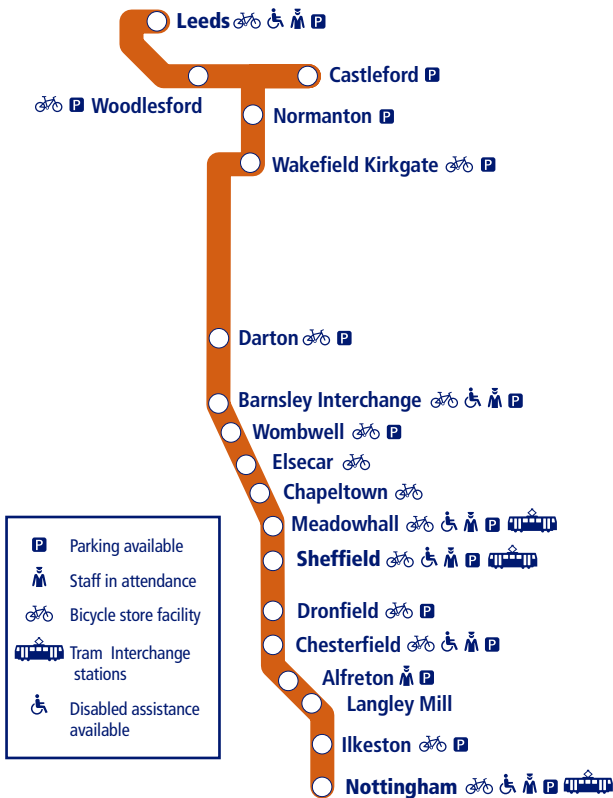 Leeds
Castleford P
P Woodlesford
Normanton P
Wakefield Kirkgate P
Darton P
Barnsley Interchange P
Wombwell P
Elsecar
Chapeltown
Meadowhall P
Sheffield P
Dronfield P
Chesterfield P
Alfreton P
Langley Mill
Ilkeston P
Nottingham P
P Parking available
Staff in attendance
Bicycle store facility
Tram Interchange
stations
Disabled assistance
available